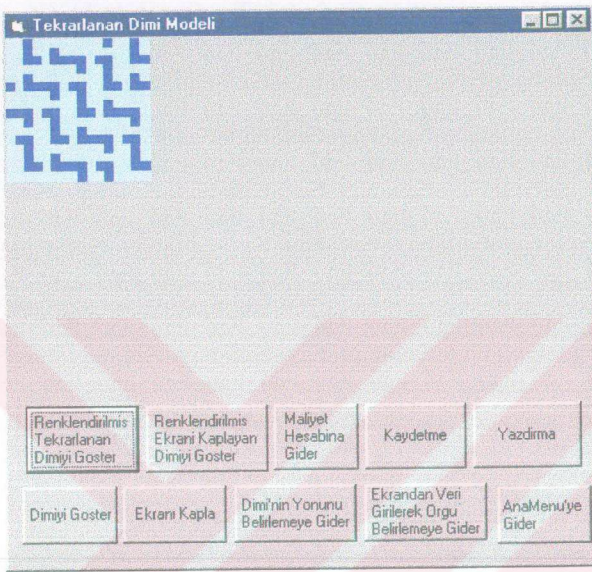 Tekrarlanan Dimi Modeli
Renklendirilmis
Tekrarlanan
Dimiyi Goster
Renklendirilmis
Ekrani Kaplayan
Dimiyi Goster
Maliyet
Hesabina
Gider
Kaydetme
Yazdirma
Dimiyi Goster
Ekrani Kapla
Dimi'nin Yonunu
Belirlemeye Gider
Ekrandan Veri
Girilerek Orgu
Belirlemeye Gider
AnaMenu'ye
Gider